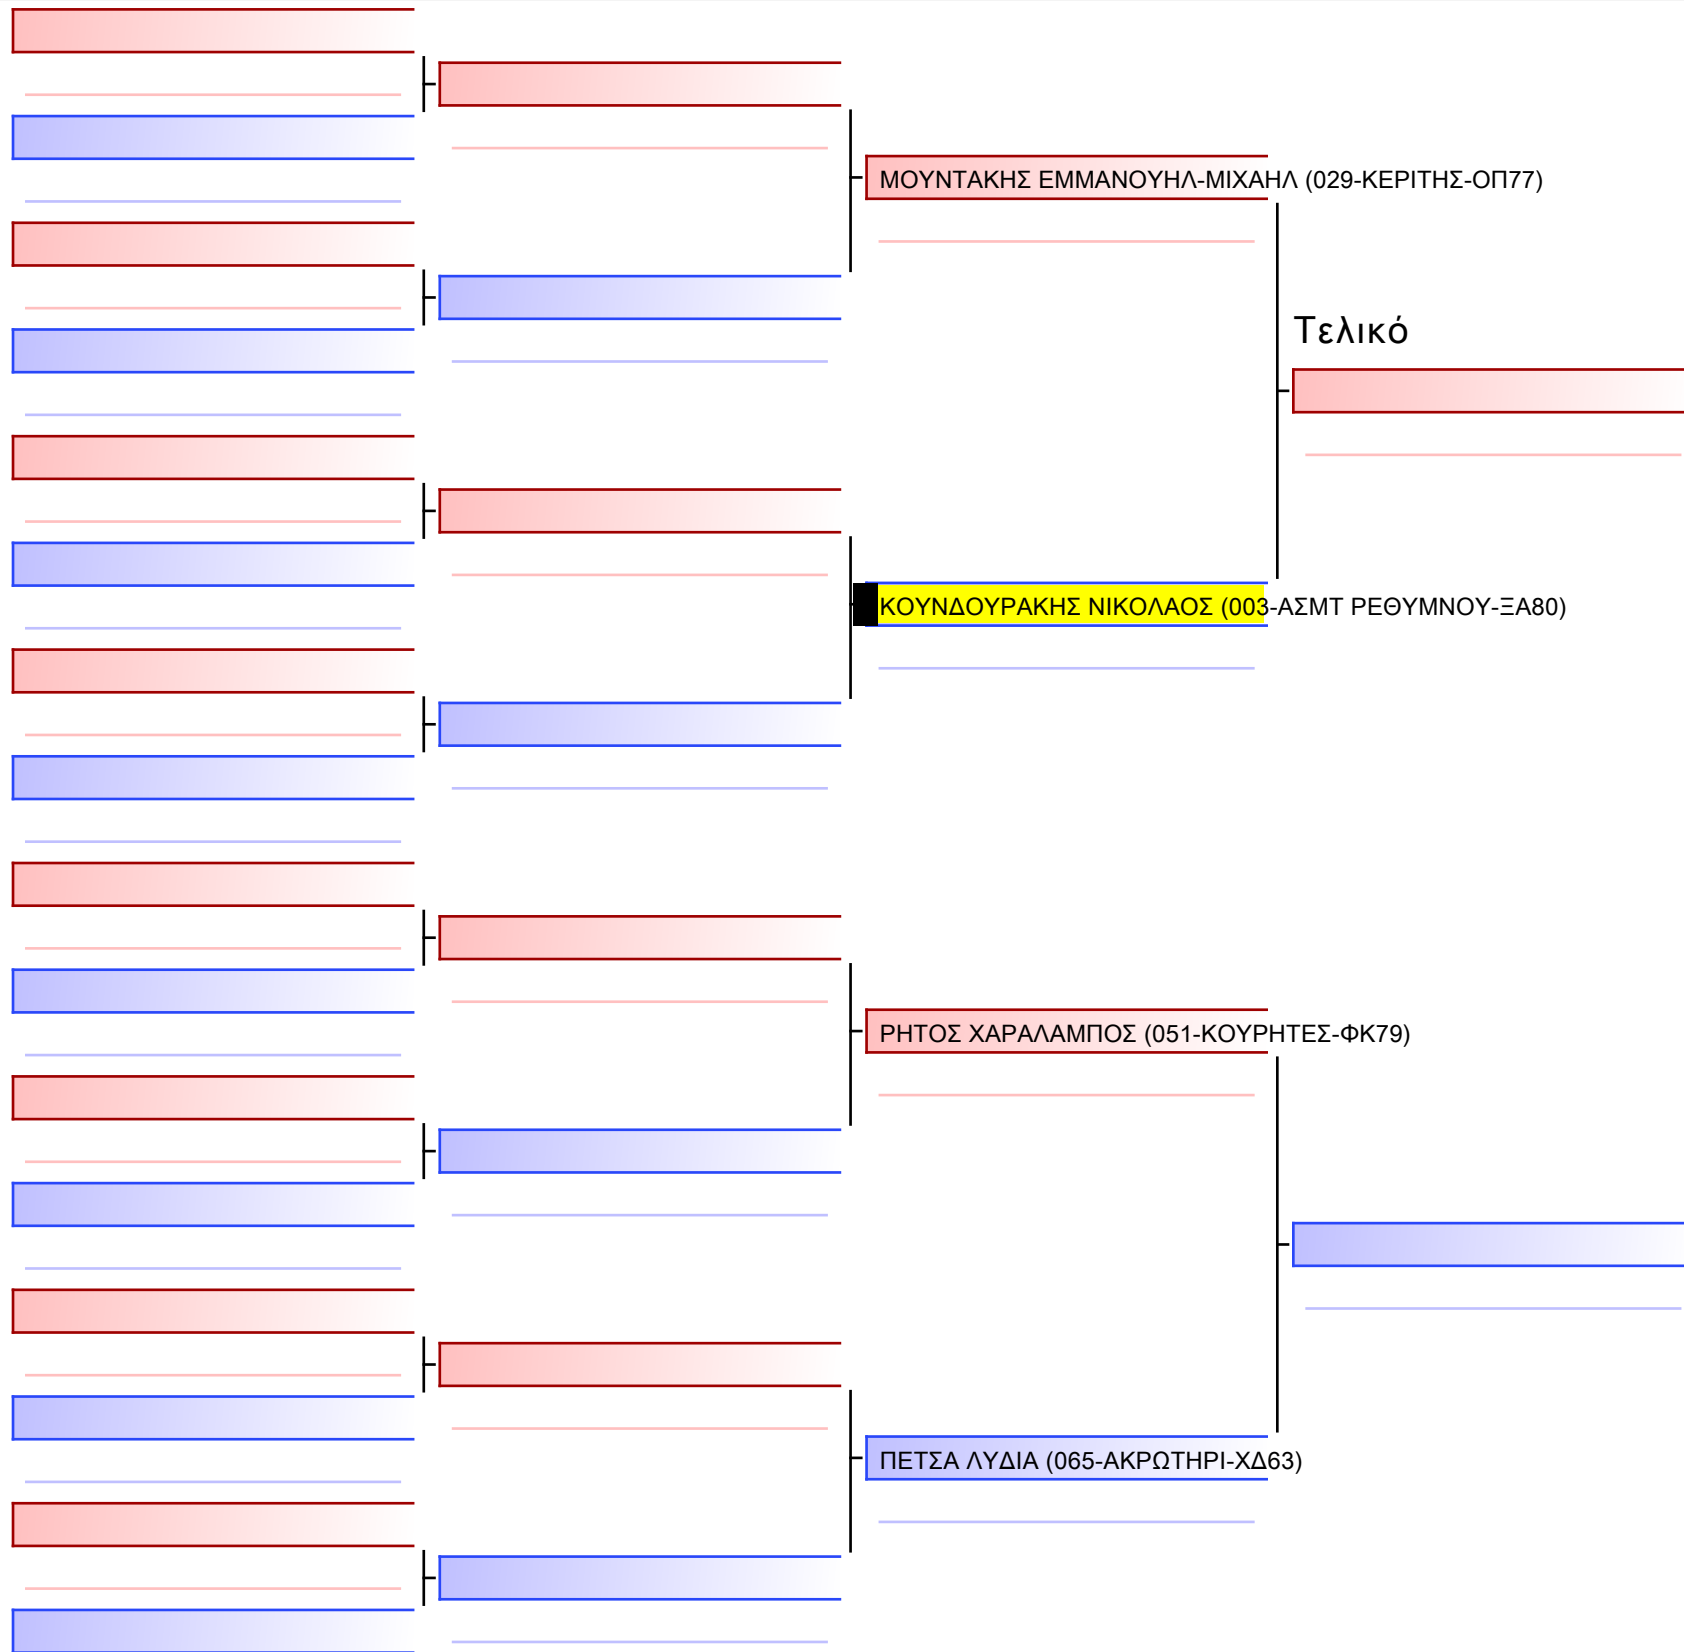 ΜΟΥΝΤΑΚΗΣ ΕΜΜΑΝΟΥΗΛ-ΜΙΧΑΗΛ (029-ΚΕΡΙΤΗΣ-ΟΠ77)
Τελικό
ΚΟΥΝΔΟΥΡΑΚΗΣ ΝΙΚΟΛΑΟΣ (003-ΑΣΜΤ ΡΕΘΥΜΝΟΥ-ΞΑ80)
ΡΗΤΟΣ ΧΑΡΑΛΑΜΠΟΣ (051-ΚΟΥΡΗΤΕΣ-ΦΚ79)
ΠΕΤΣΑ ΛΥΔΙΑ (065-ΑΚΡΩΤΗΡΙ-ΧΔ63)